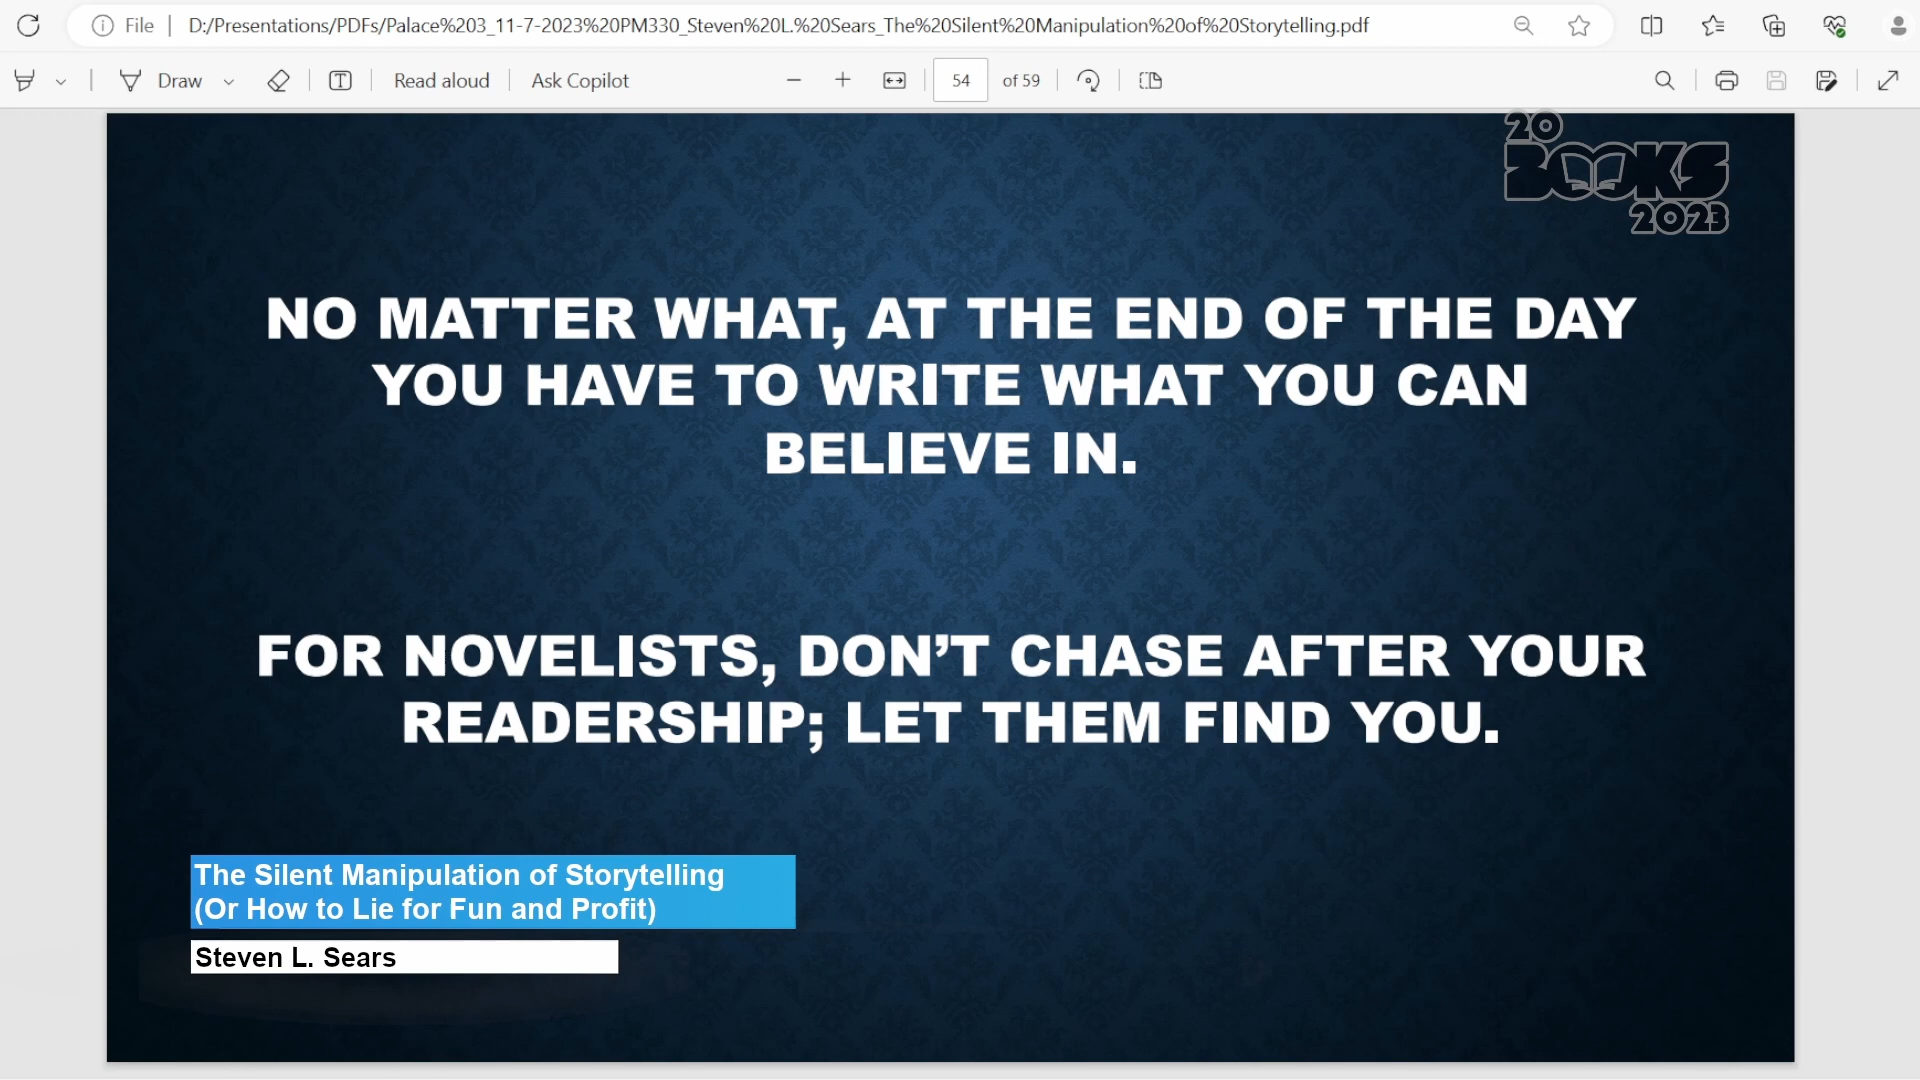 File
D:/Presentations/PDFs/Palace%203_11-7-2023%20PM330_Steven%20L.%20Sears_The%20Silent%20Manipulation%20of%20Storytelling.pdf
Draw
T
Read aloud
Ask Copilot
54
of 59
20
BOOKS
2023
NO MATTER WHAT, AT THE END OF THE DAY
YOU HAVE TO WRITE WHAT YOU CAN
BELIEVE IN.
FOR NOVELISTS, DON’T CHASE AFTER YOUR
READERSHIP; LET THEM FIND YOU.
The Silent Manipulation of Storytelling
(Or How to Lie for Fun and Profit)
Steven L. Sears